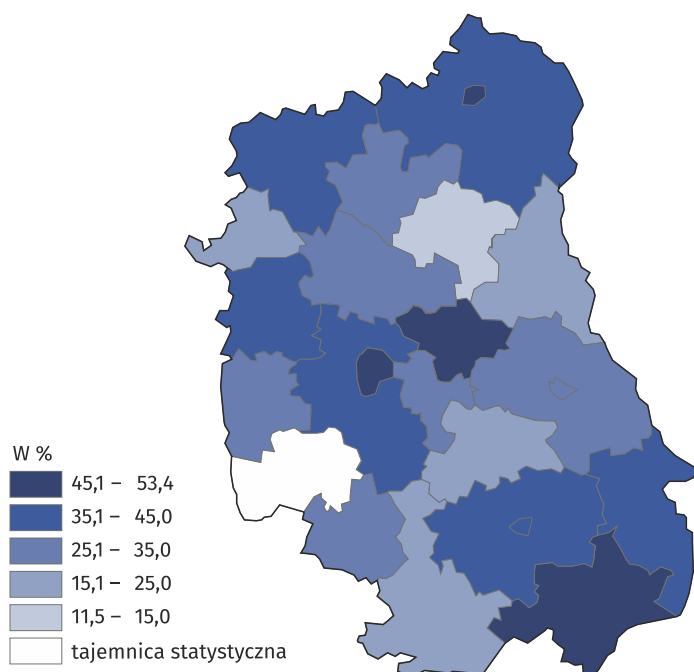 W %
45,1 – 53,4
35,1 – 45,0
25,1 – 35,0
15,1 – 25,0
11,5 – 15,0
tajemnica statystyczna